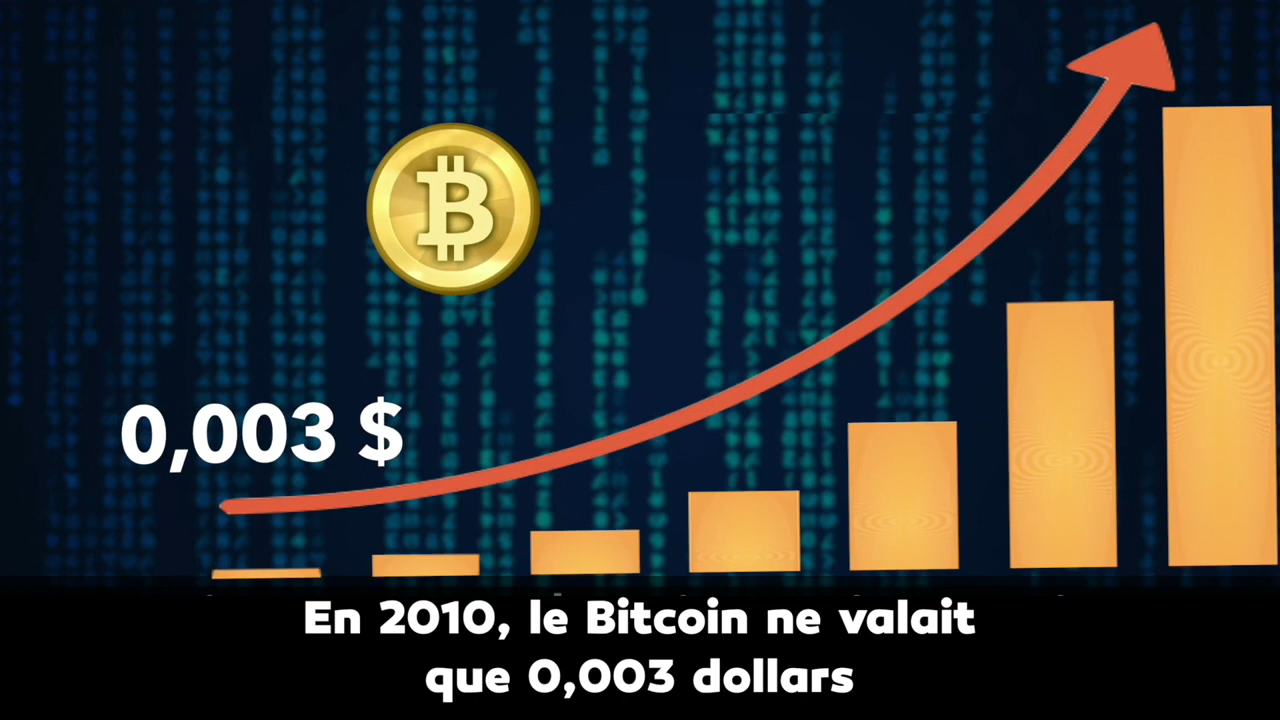 0,003 $
En 2010, le Bitcoin ne valait
que 0,003 dollars